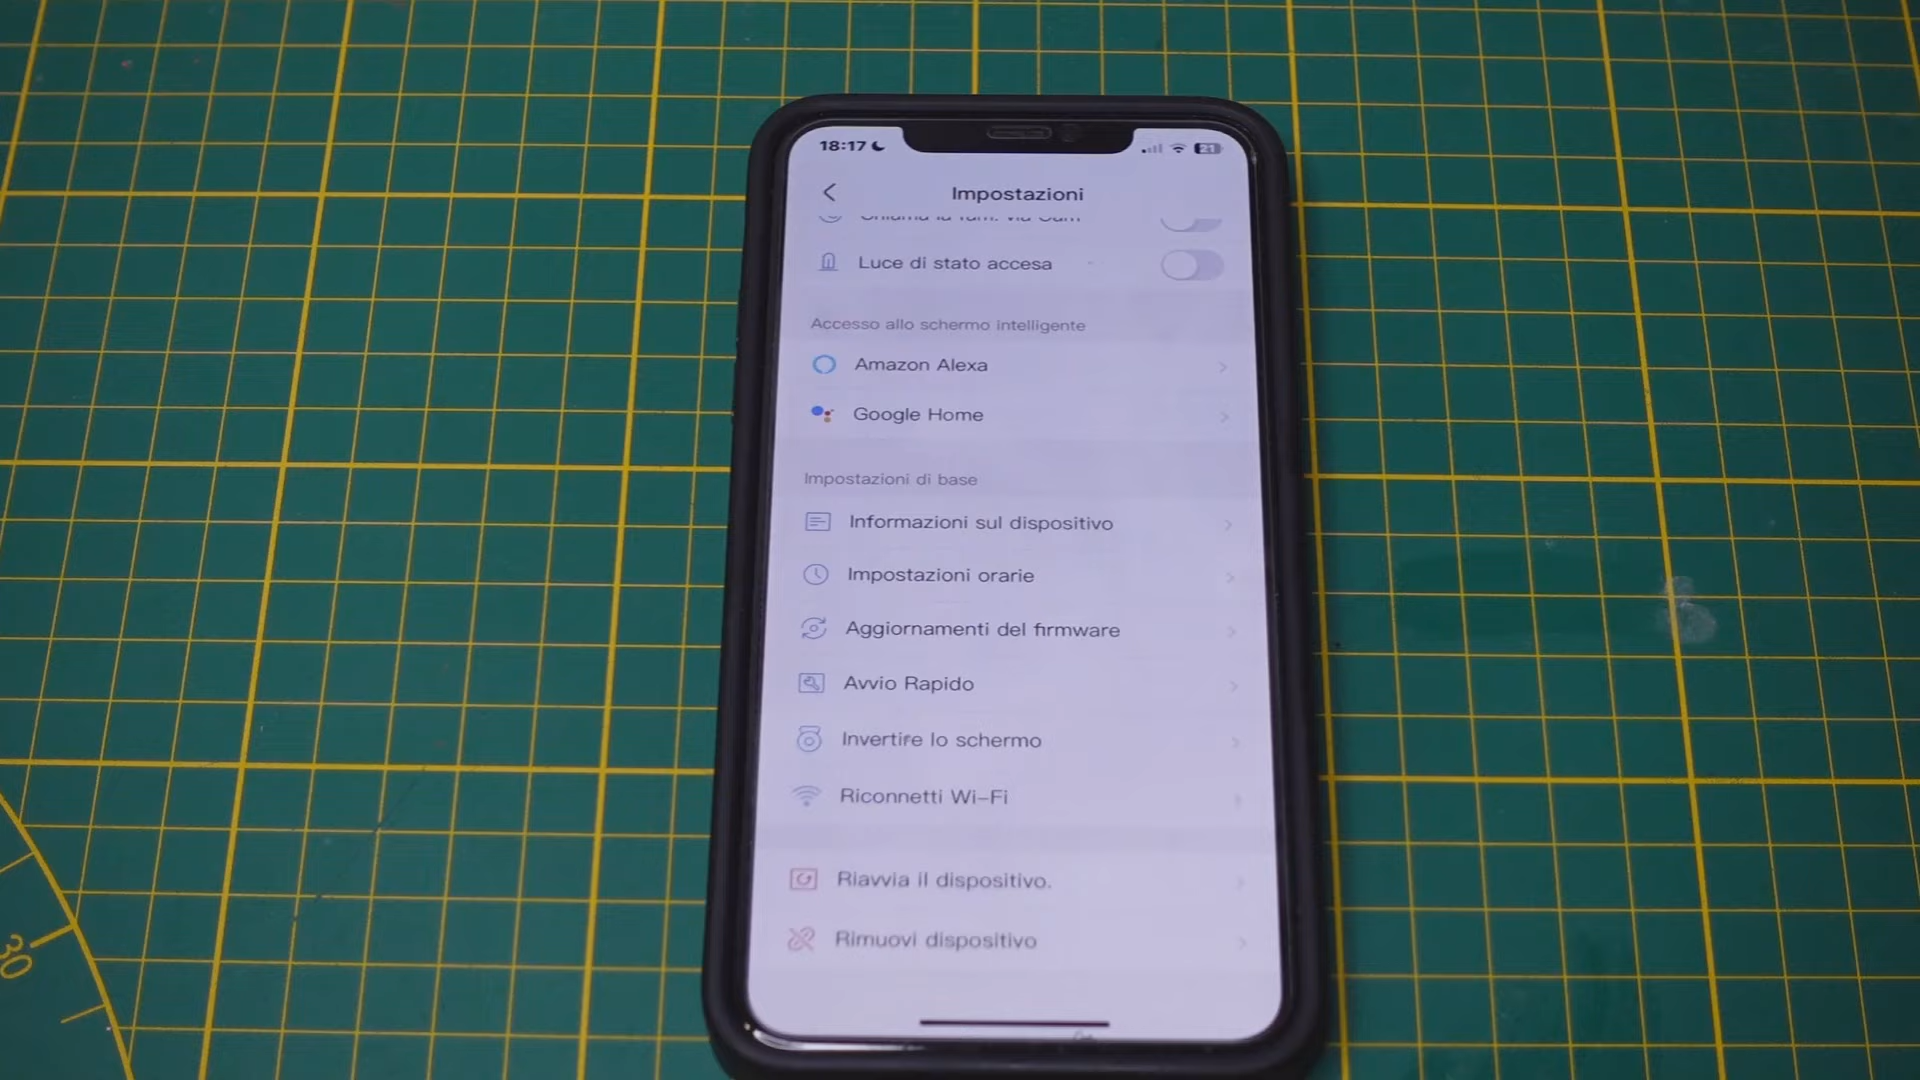 18:17
21
Impostazioni
Luce di stato accesa
Accesso allo schermo intelligente
Amazon Alexa
Google Home
Impostazioni di base
Informazioni sul dispositivo
Impostazioni orarie
Aggiornamenti del firmware
Avvio Rapido
Invertire lo schermo
Riconnetti Wi-Fi
Riavvia il dispositivo.
Rimuovi dispositivo
30